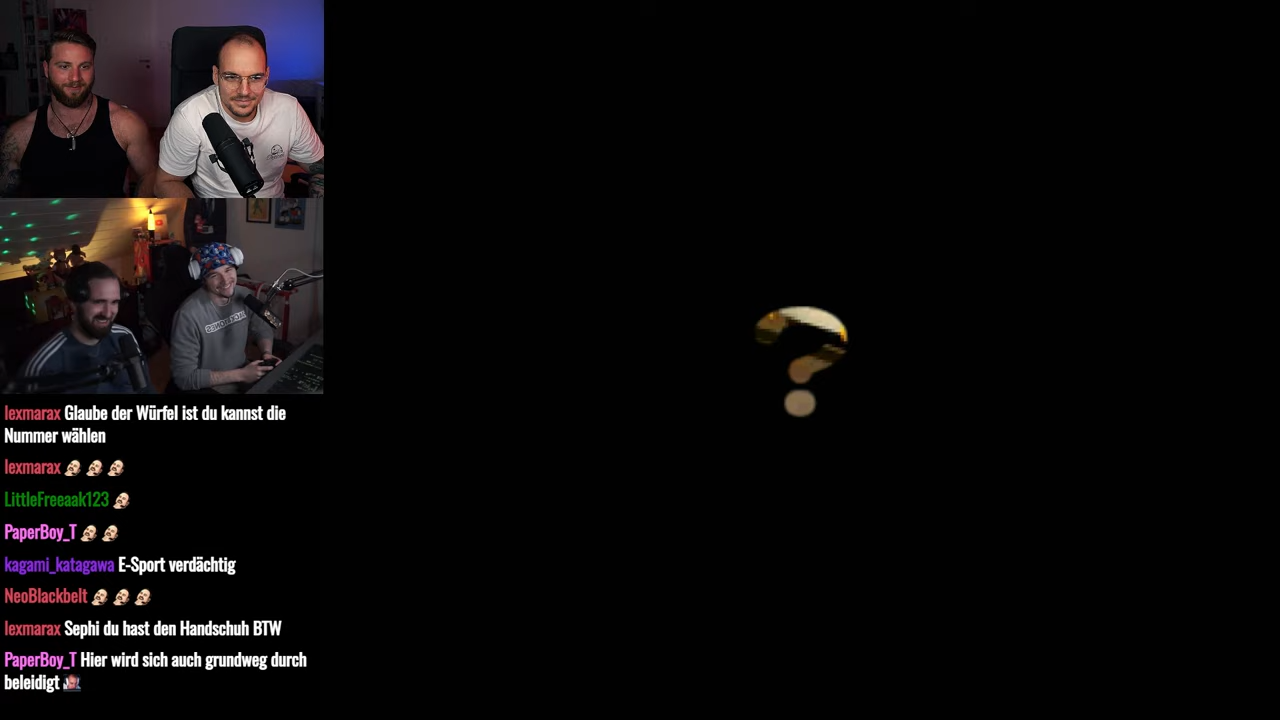 lexmarax Glaube der Würfel ist du kannst die
Nummer wählen
lexmarax
LittleFreeaak123
PaperBoy_T
kagami_katagawa E-Sport verdächtig
NeoBlackbelt
lexmarax Sephi du hast den Handschuh BTW
PaperBoy_T Hier wird sich auch grundweg durch
beleidigt
?